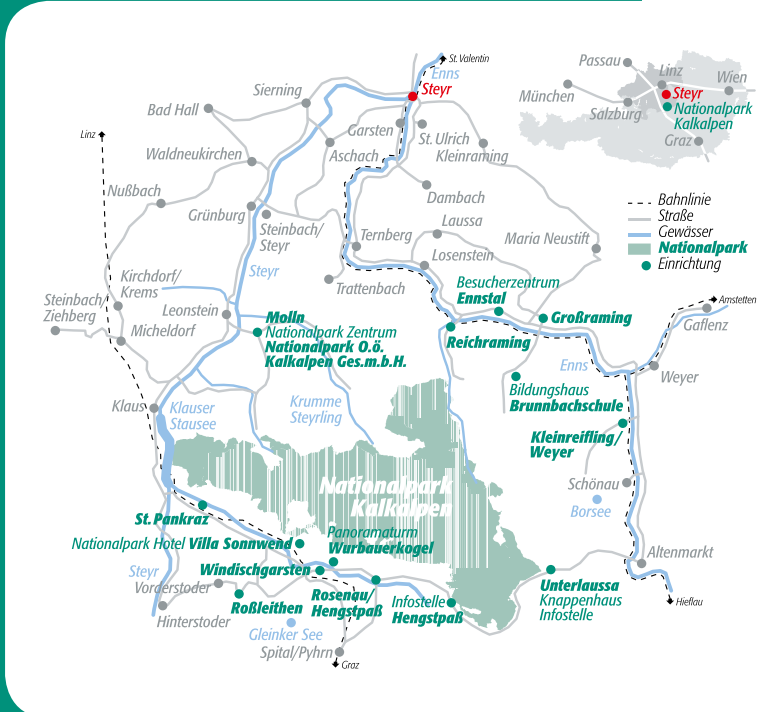 St. Valentin
Enns
Steyr
Sierning
Bad Hall
Garsten
St. Ulrich
Kleinraming
Linz
Aschach
Waldneukirchen
Dambach
Nußbach
Grünburg
Steinbach/
Steyr
Laussa
Ternberg
Maria Neustift
Losenstein
Steyr
Kirchdorf/
Krems
Trattenbach
Besucherzentrum
Ennstal
Steinbach/
Ziehberg
Leonstein
Molln
Nationalpark Zentrum
Nationalpark O.ö.
Kalkalpen Ges.m.b.H.
Micheldorf
Großraming
Reichraming
Amstetten
Gaflenz
Enns
Weyer
Bildungshaus
Brunnbachschule
Klaus
Klauser
Stausee
Krumme
Steyrling
Kleinreifling/
Weyer
Schönau
Borsee
Nationalpark
Kalkalpen
St. Pankraz
Panoramaturm
Wurbauerkogel
Nationalpark Hotel Villa Sonnwend
Altenmarkt
Steyr
Windischgarsten
Vorderstoder
Roßleithen
Rosenau/
Hengstpaß
Infostelle
Hengstpaß
Unterlaussa
Knappenhaus
Infostelle
Hieflau
Hinterstoder
Gleinker See
Spital/Pyhrn
Graz
Passau
Linz
Wien
München
Steyr
Salzburg
Nationalpark
Kalkalpen
Graz
Bahnlinie
Straße
Gewässer
Nationalpark
Einrichtung